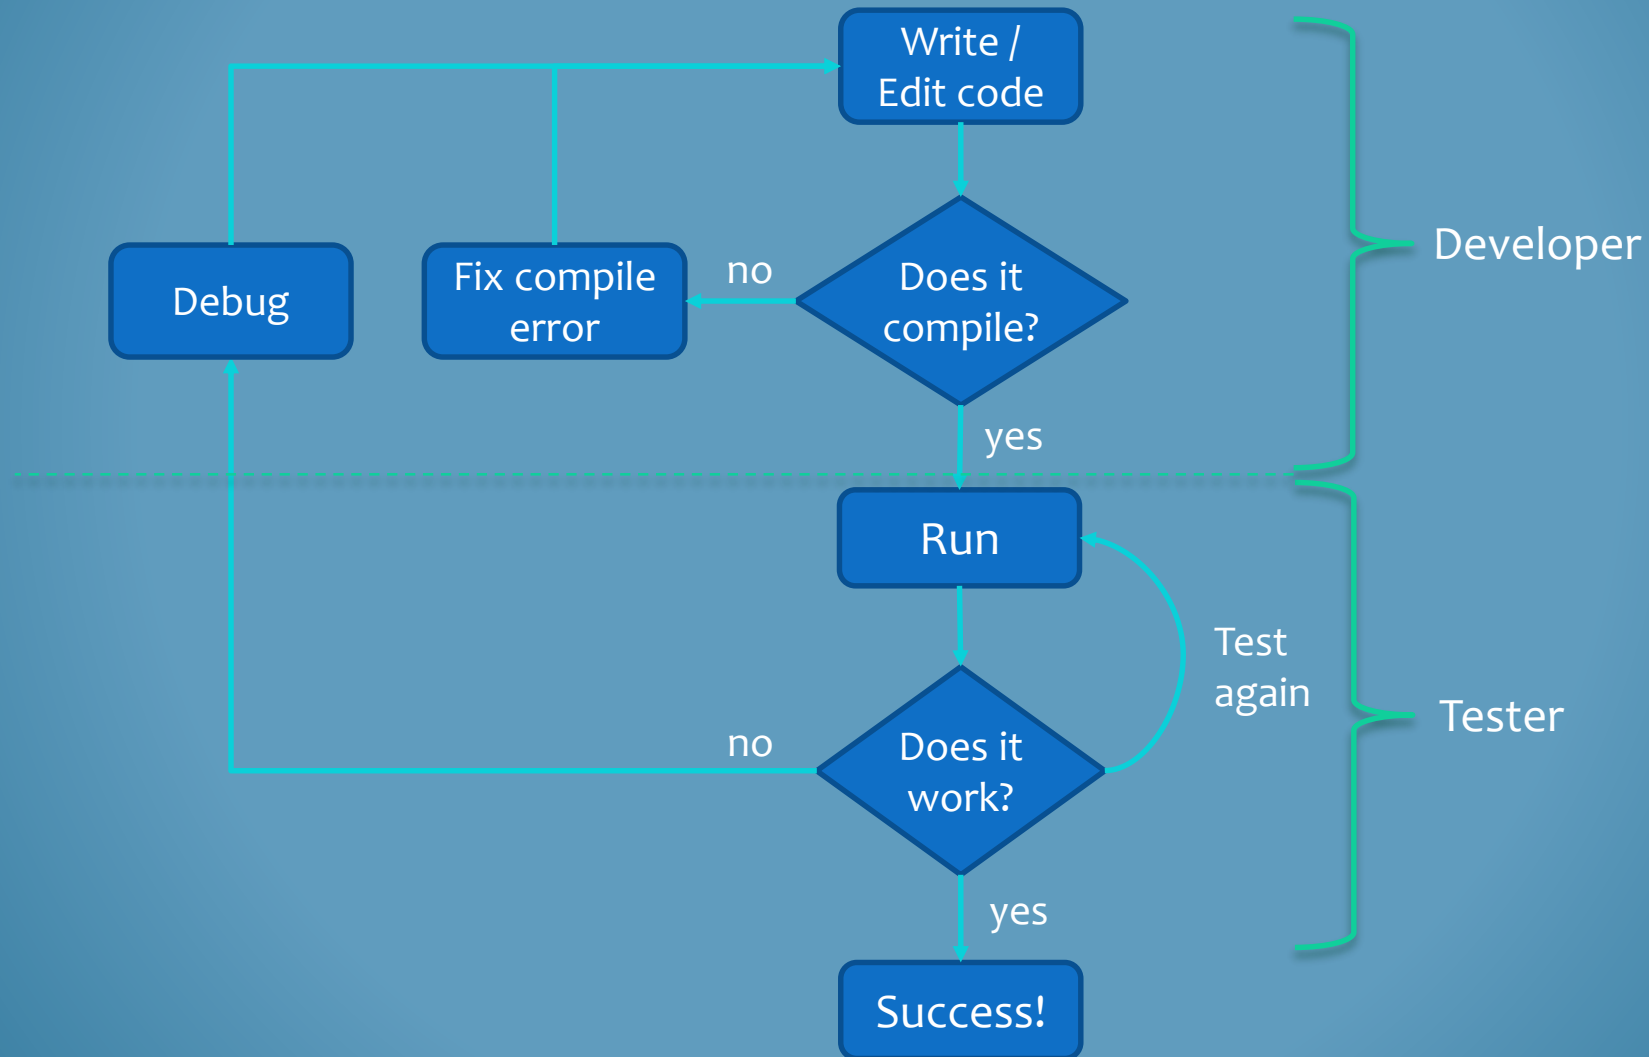 Write /
Edit code
Developer
Debug
Fix compile
error
no
Does it
compile?
yes
Run
Test
again
Tester
no
Does it
work?
yes
Success!